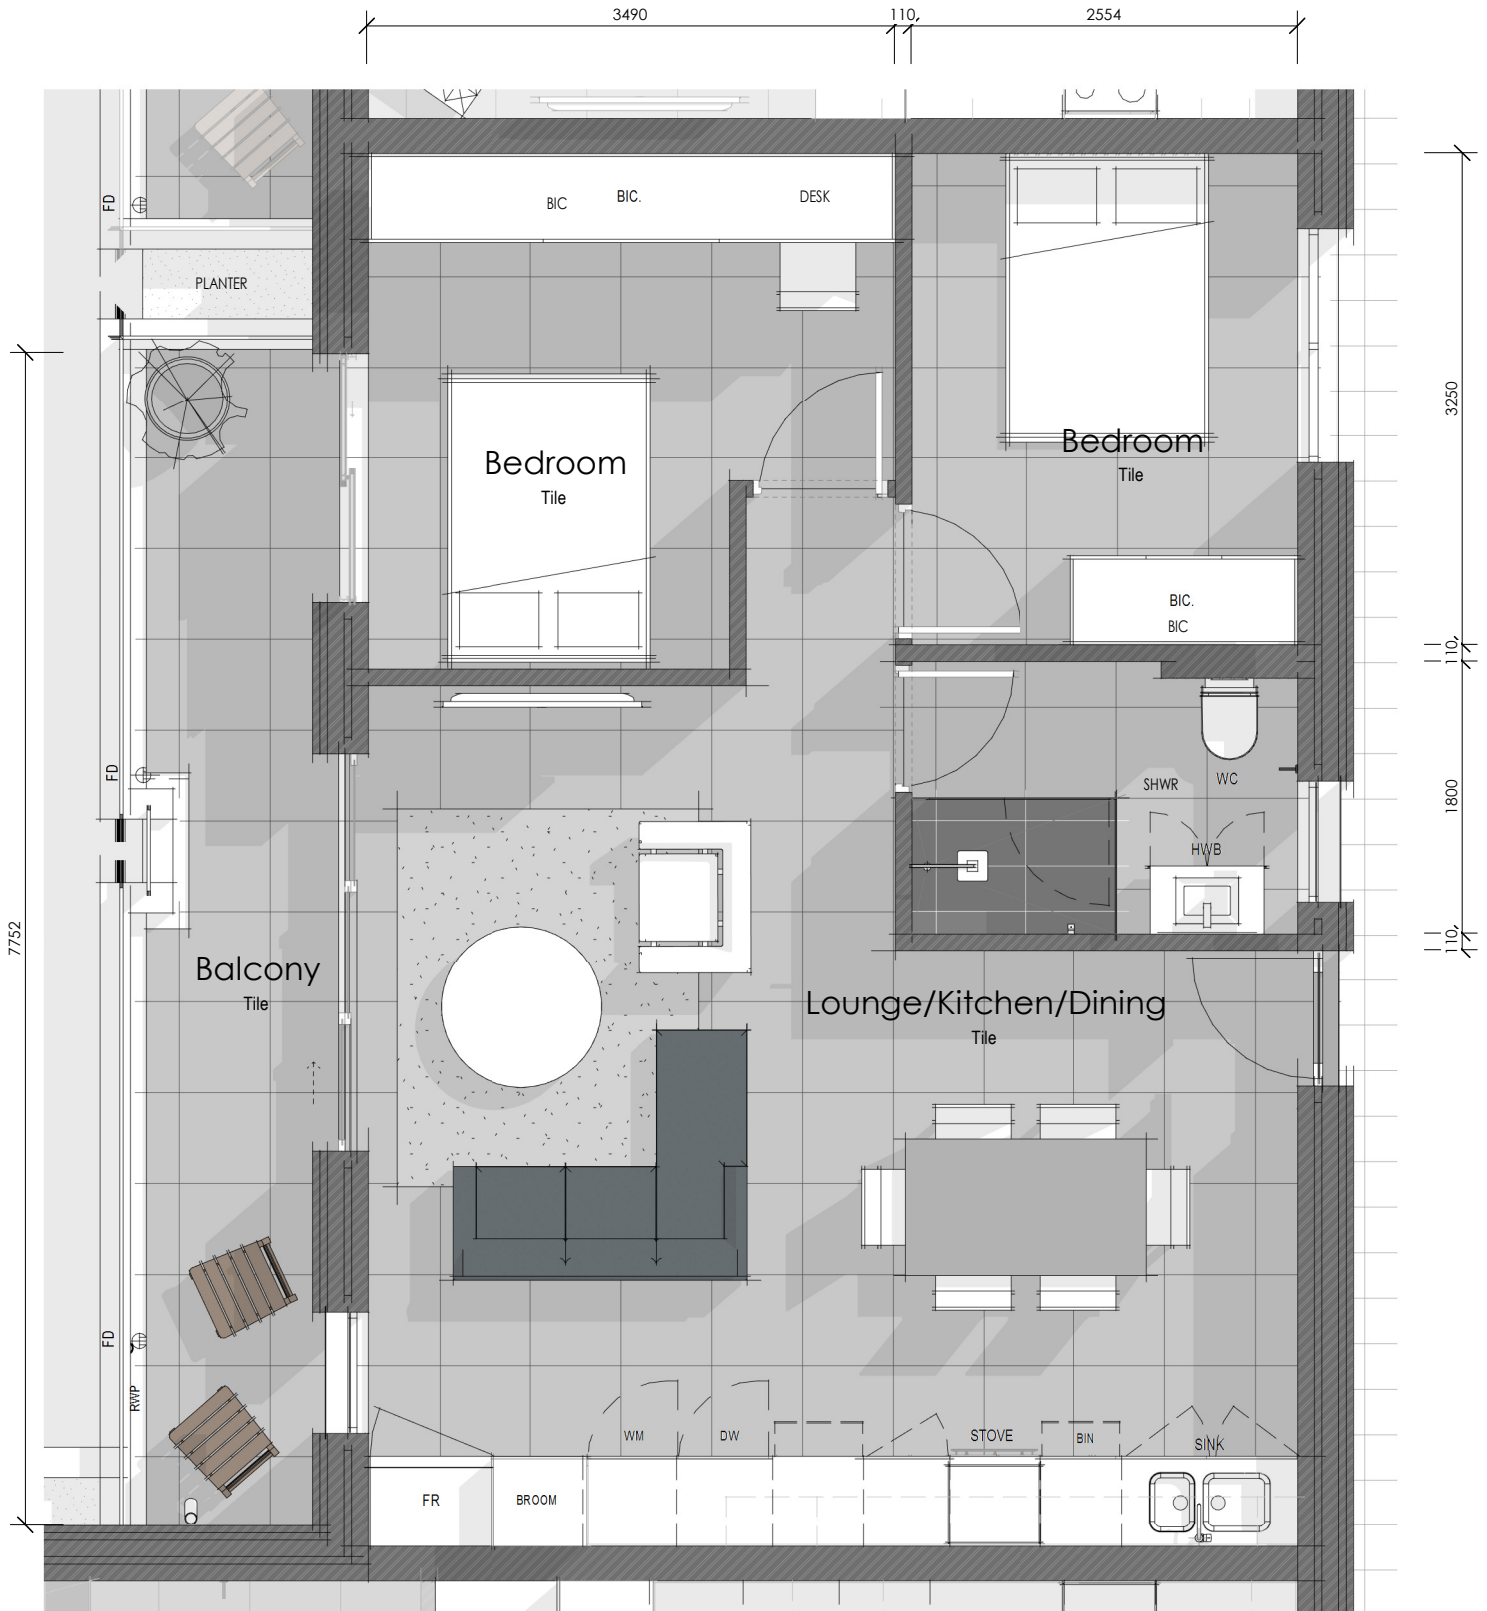 3490
110
2554
BIC
BIC.
DESK
FD
PLANTER
3250
Bedroom
Tile
Bedroom
Tile
BIC.
BIC
110
FD
SHWR
WC
1800
HWB
7752
110
Balcony
Tile
Lounge/Kitchen/Dining
Tile
FD
RWP
WM
DW
STOVE
BIN
SINK
FR
BROOM